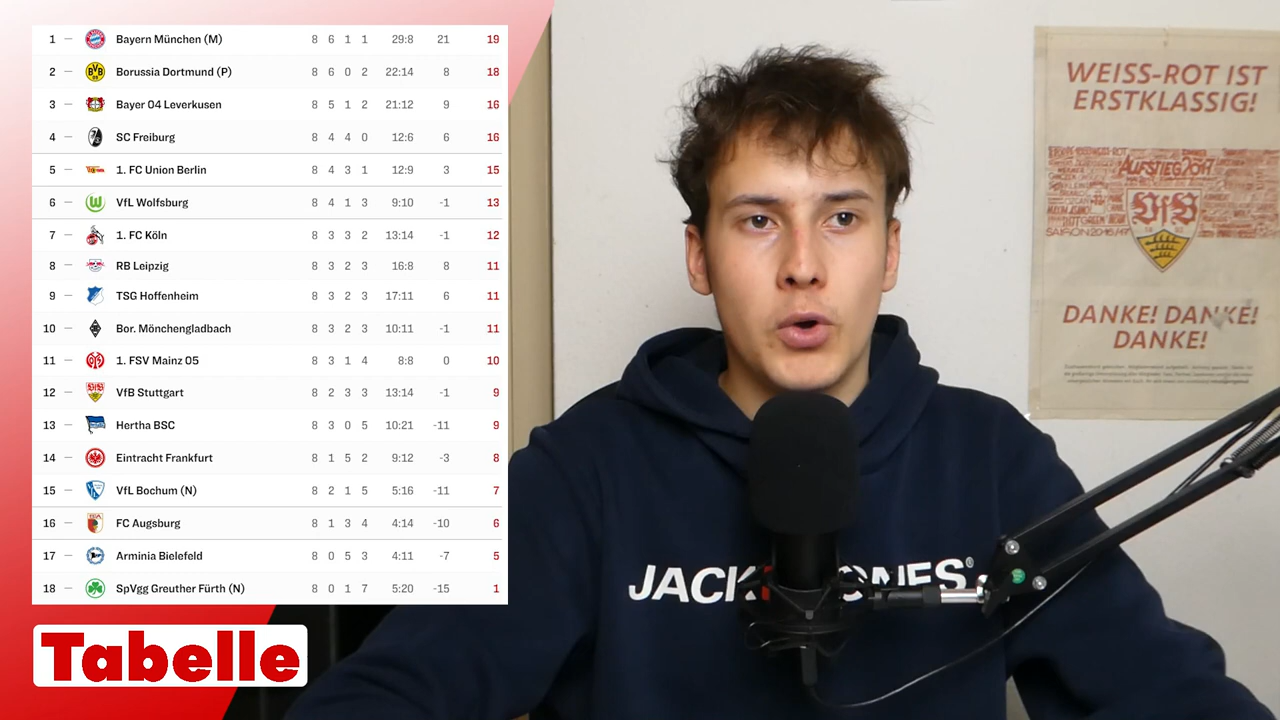 1 — Bayern München (M) 8 6 1 1 29:8 21 19
2 — Borussia Dortmund (P) 8 6 0 2 22:14 8 18
3 — Bayer 04 Leverkusen 8 5 1 2 21:12 9 16
4 — SC Freiburg 8 4 4 0 12:6 6 16
5 — 1. FC Union Berlin 8 4 3 1 12:9 3 15
6 — VfL Wolfsburg 8 4 1 3 9:10 -1 13
7 — 1. FC Köln 8 3 3 2 13:14 -1 12
8 — RB Leipzig 8 3 2 3 16:8 8 11
9 — TSG Hoffenheim 8 3 2 3 17:11 6 11
10 — Bor. Mönchengladbach 8 3 2 3 10:11 -1 11
11 — 1. FSV Mainz 05 8 3 1 4 8:8 0 10
12 — VfB Stuttgart 8 2 3 3 13:14 -1 9
13 — Hertha BSC 8 3 0 5 10:21 -11 9
14 — Eintracht Frankfurt 8 1 5 2 9:12 -3 8
15 — VfL Bochum (N) 8 2 1 5 5:16 -11 7
16 — FC Augsburg 8 1 3 4 4:14 -10 6
17 — Arminia Bielefeld 8 0 5 3 4:11 -7 5
18 — SpVgg Greuther Fürth (N) 8 0 1 7 5:20 -15 1
Tabelle
WEISS-ROT IST
ERSTKLASSIG!
AUFSTIEG 2017
VfB
DANKE! DANKE!
DANKE!
JACK ONES®